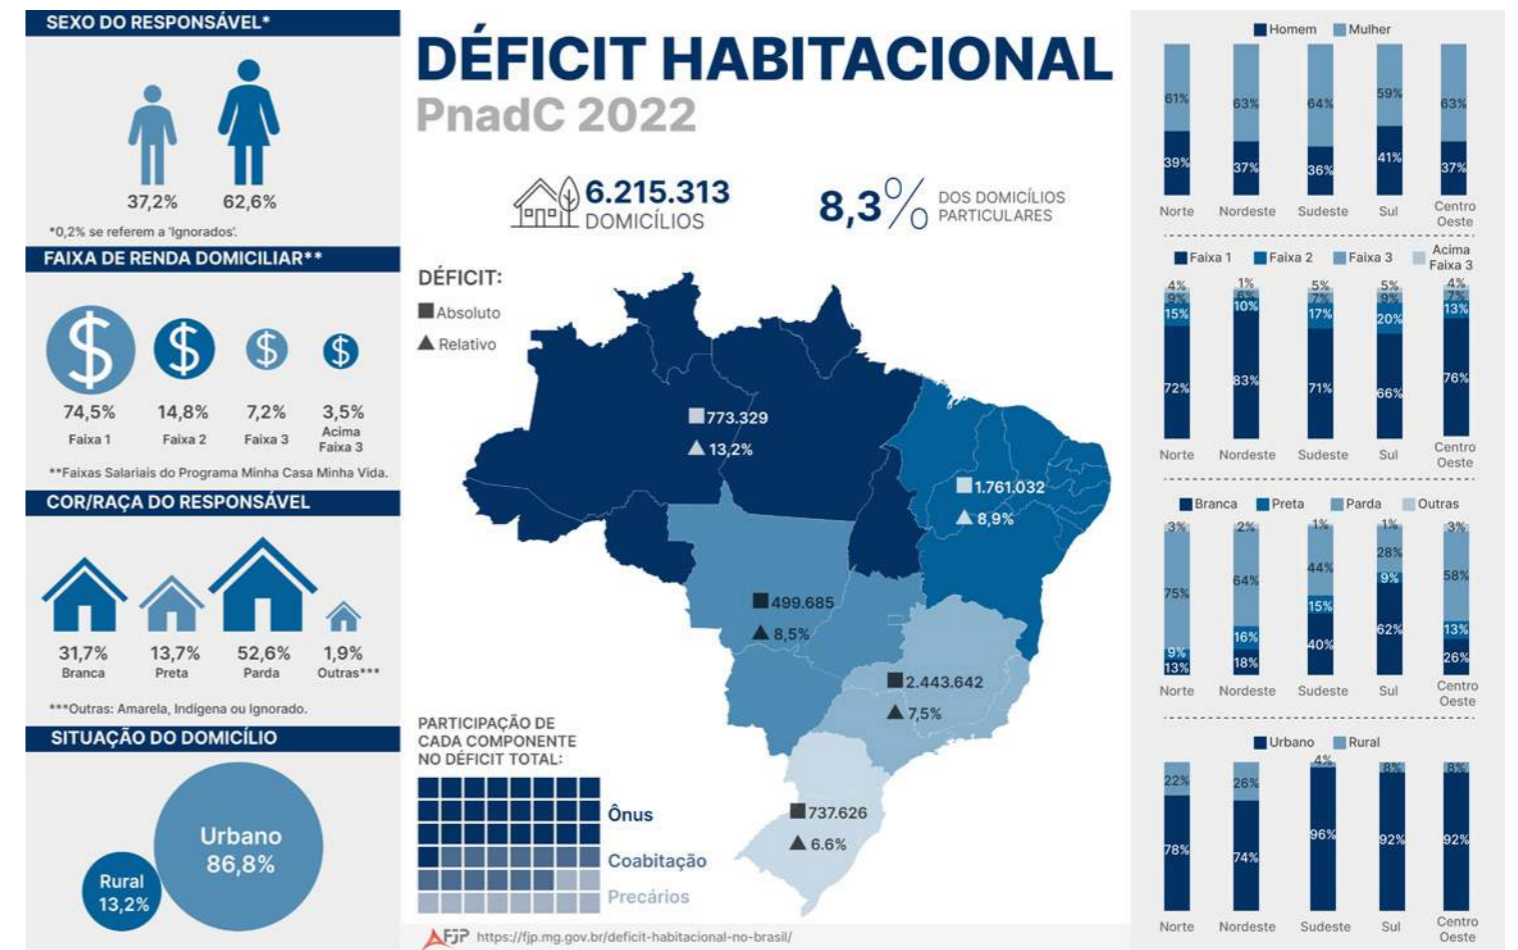 SEXO DO RESPONSÁVEL*
37,2%
62,6%
*0,2% se referem a 'Ignorados'.
FAIXA DE RENDA DOMICILIAR**
$ $ $ $
74,5% 14,8% 7,2% 3,5%
Faixa 1 Faixa 2 Faixa 3 Acima
Faixa 3
**Faixas Salariais do Programa Minha Casa Minha Vida.
COR/RAÇA DO RESPONSÁVEL
31,7% 13,7% 52,6% 1,9%
Branca Preta Parda Outras***
***Outras: Amarela, Indígena ou Ignorado.
SITUAÇÃO DO DOMICÍLIO
Urbano
86,8%
Rural
13,2%
DÉFICIT HABITACIONAL
PnadC 2022
6.215.313
DOMICÍLIOS
8,3%
DOS DOMICÍLIOS
PARTICULARES
DÉFICIT:
Absoluto
Relativo
773.329
13,2%
1.761.032
8,9%
499.685
8,5%
2.443.642
7,5%
737.626
6.6%
PARTICIPAÇÃO DE
CADA COMPONENTE
NO DÉFICIT TOTAL:
Ônus
Coabitação
Precários
FJP https://fjp.mg.gov.br/deficit-habitacional-no-brasil/
Homem Mulher
61% 63% 64% 59% 63%
39% 37% 36% 41% 37%
Norte Nordeste Sudeste Sul Centro
Oeste
Faixa 1 Faixa 2 Faixa 3 Acima
Faixa 3
4% 1% 5% 5% 4%
9% 6% 7% 9% 7%
15% 10% 17% 20% 13%
72% 83% 71% 66% 76%
Norte Nordeste Sudeste Sul Centro
Oeste
Branca Preta Parda Outras
3% 2% 1% 1% 3%
75% 64% 44% 28% 58%
9% 16% 15% 9% 13%
13% 18% 40% 62% 26%
Norte Nordeste Sudeste Sul Centro
Oeste
Urbano Rural
22% 26% 4% 8% 8%
78% 74% 96% 92% 92%
Norte Nordeste Sudeste Sul Centro
Oeste